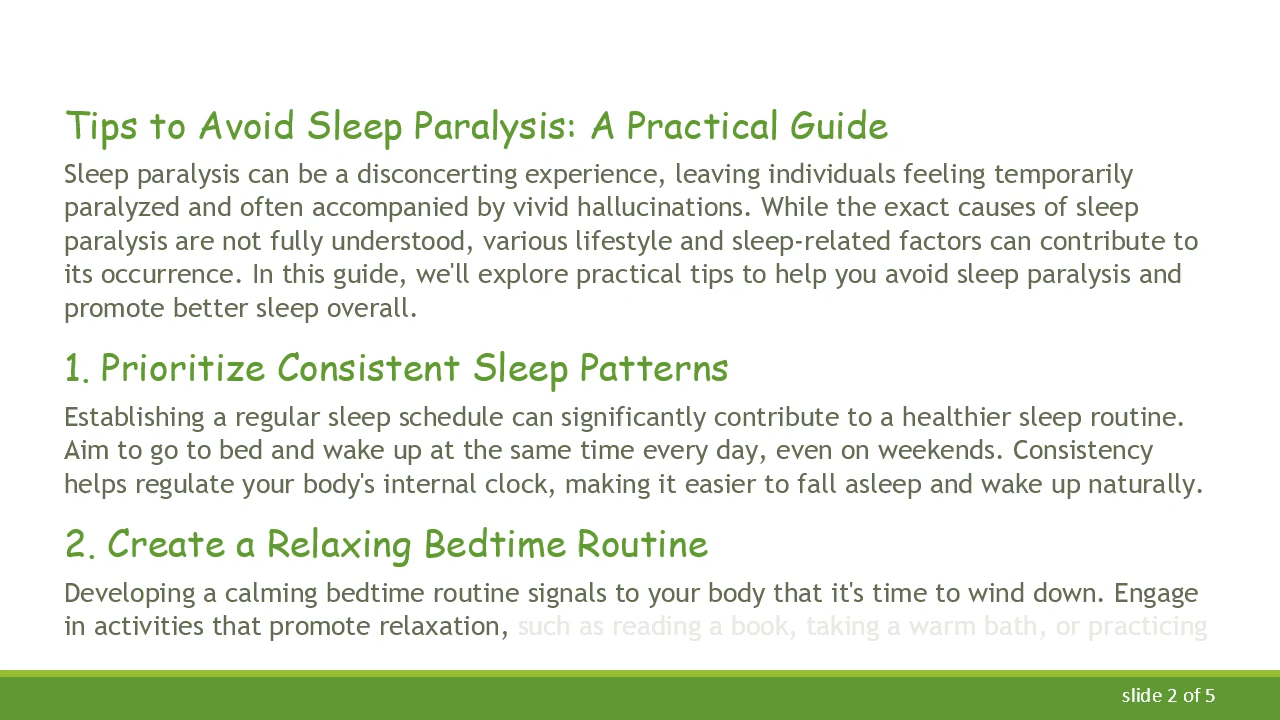 Tips to Avoid Sleep Paralysis: A Practical Guide
Sleep paralysis can be a disconcerting experience, leaving individuals feeling temporarily
paralyzed and often accompanied by vivid hallucinations. While the exact causes of sleep
paralysis are not fully understood, various lifestyle and sleep-related factors can contribute to
its occurrence. In this guide, we'll explore practical tips to help you avoid sleep paralysis and
promote better sleep overall.
1. Prioritize Consistent Sleep Patterns
Establishing a regular sleep schedule can significantly contribute to a healthier sleep routine.
Aim to go to bed and wake up at the same time every day, even on weekends. Consistency
helps regulate your body's internal clock, making it easier to fall asleep and wake up naturally.
2. Create a Relaxing Bedtime Routine
Developing a calming bedtime routine signals to your body that it's time to wind down. Engage
in activities that promote relaxation, such as reading a book, taking a warm bath, or practicing
slide 2 of 5